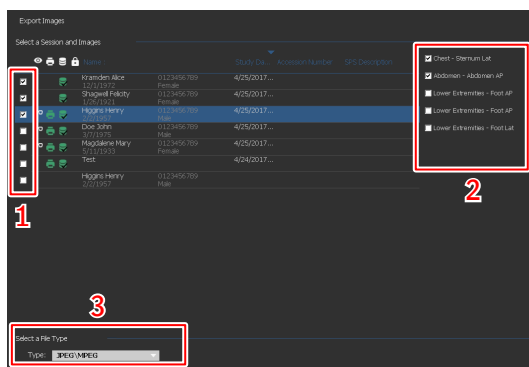 Export Images
Select a Session and Images
Name Study Da... Accession Number SPS Description
Kramden Alice 0123456789 4/25/2017...
12/1/1972 Female
Shagwell Felicity 0123456789 4/25/2017...
1/26/1921 Female
Higgins Henry 0123456789 4/25/2017...
2/2/1957 Male
Doe John 0123456789 4/25/2017...
3/7/1975 Male
Magdalene Mary 0123456789 4/25/2017...
5/11/1933 Female
Test 4/24/2017...
Higgins Henry 0123456789
2/2/1957 Male
Chest - Sternum Lat
Abdomen - Abdomen AP
Lower Extremities - Foot AP
Lower Extremities - Foot AP
Lower Extremities - Foot Lat
1
2
3
Select a File Type
Type: JPEG\MPEG